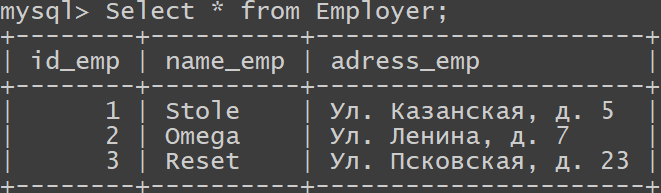 mysql> Select * from Employer;
+--------+----------+----------------------+
| id_emp | name_emp | adress_emp           |
+--------+----------+----------------------+
|      1 | Stole    | Ул. Казанская, д. 5  |
|      2 | Omega    | Ул. Ленина, д. 7     |
|      3 | Reset    | Ул. Псковская, д. 23 |
+--------+----------+----------------------+